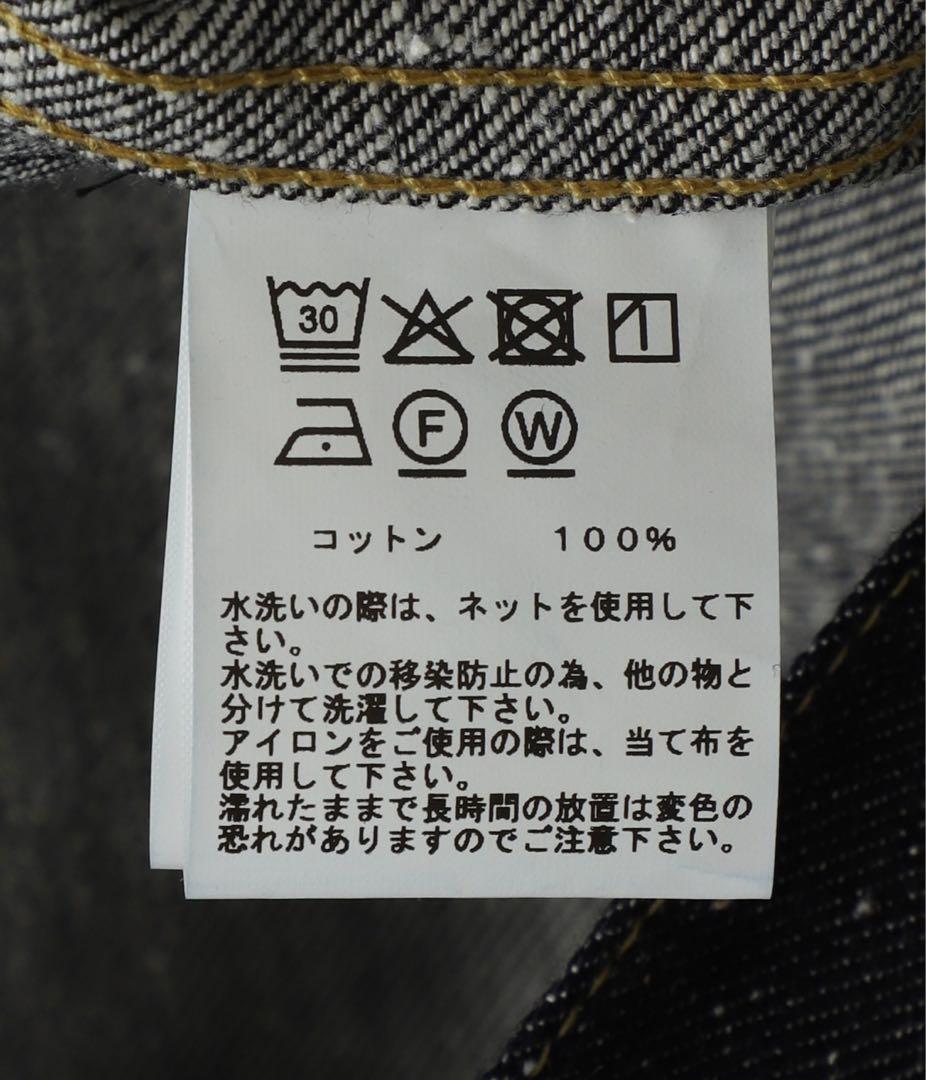 30
F W
コットン 100%
水洗いの際は、ネットを使用して下
さい。
水洗いでの移染防止の為、他の物と
分けて洗濯して下さい。
アイロンをご使用の際は、当て布を
使用して下さい。
濡れたままで長時間の放置は変色の
恐れがありますのでご注意下さい。